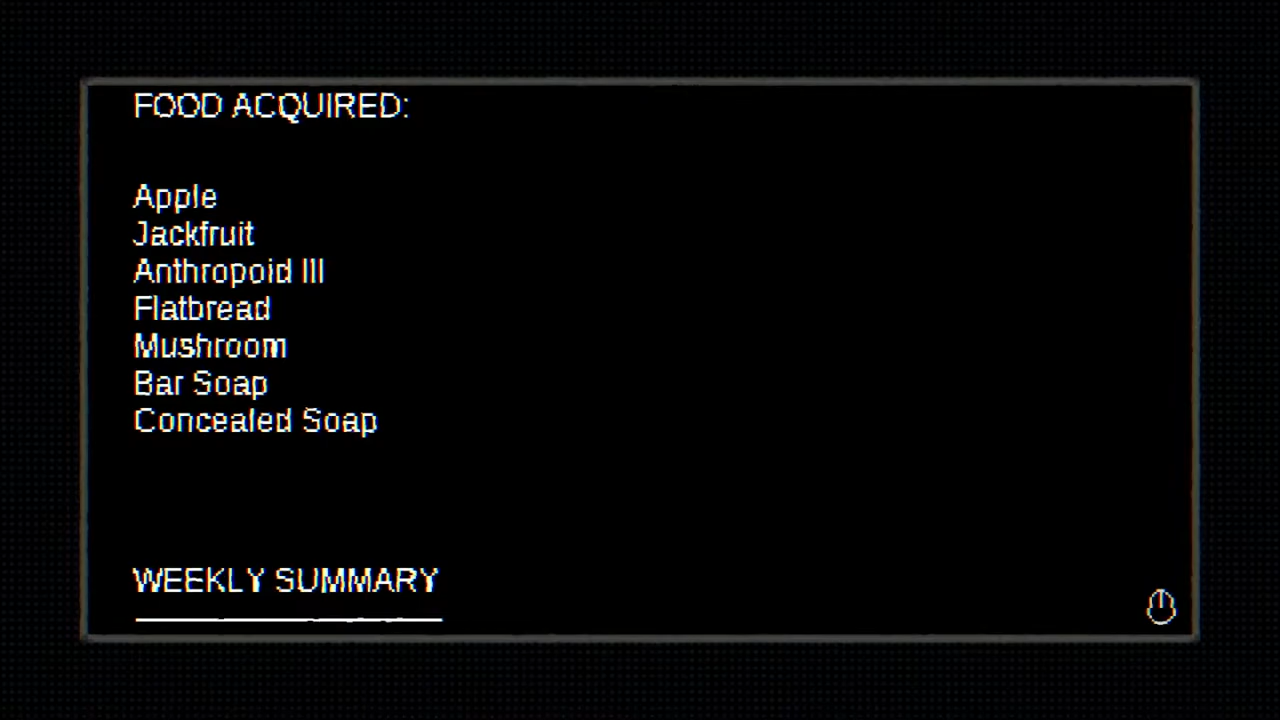 FOOD ACQUIRED:
Apple
Jackfruit
Anthropoid III
Flatbread
Mushroom
Bar Soap
Concealed Soap
WEEKLY SUMMARY